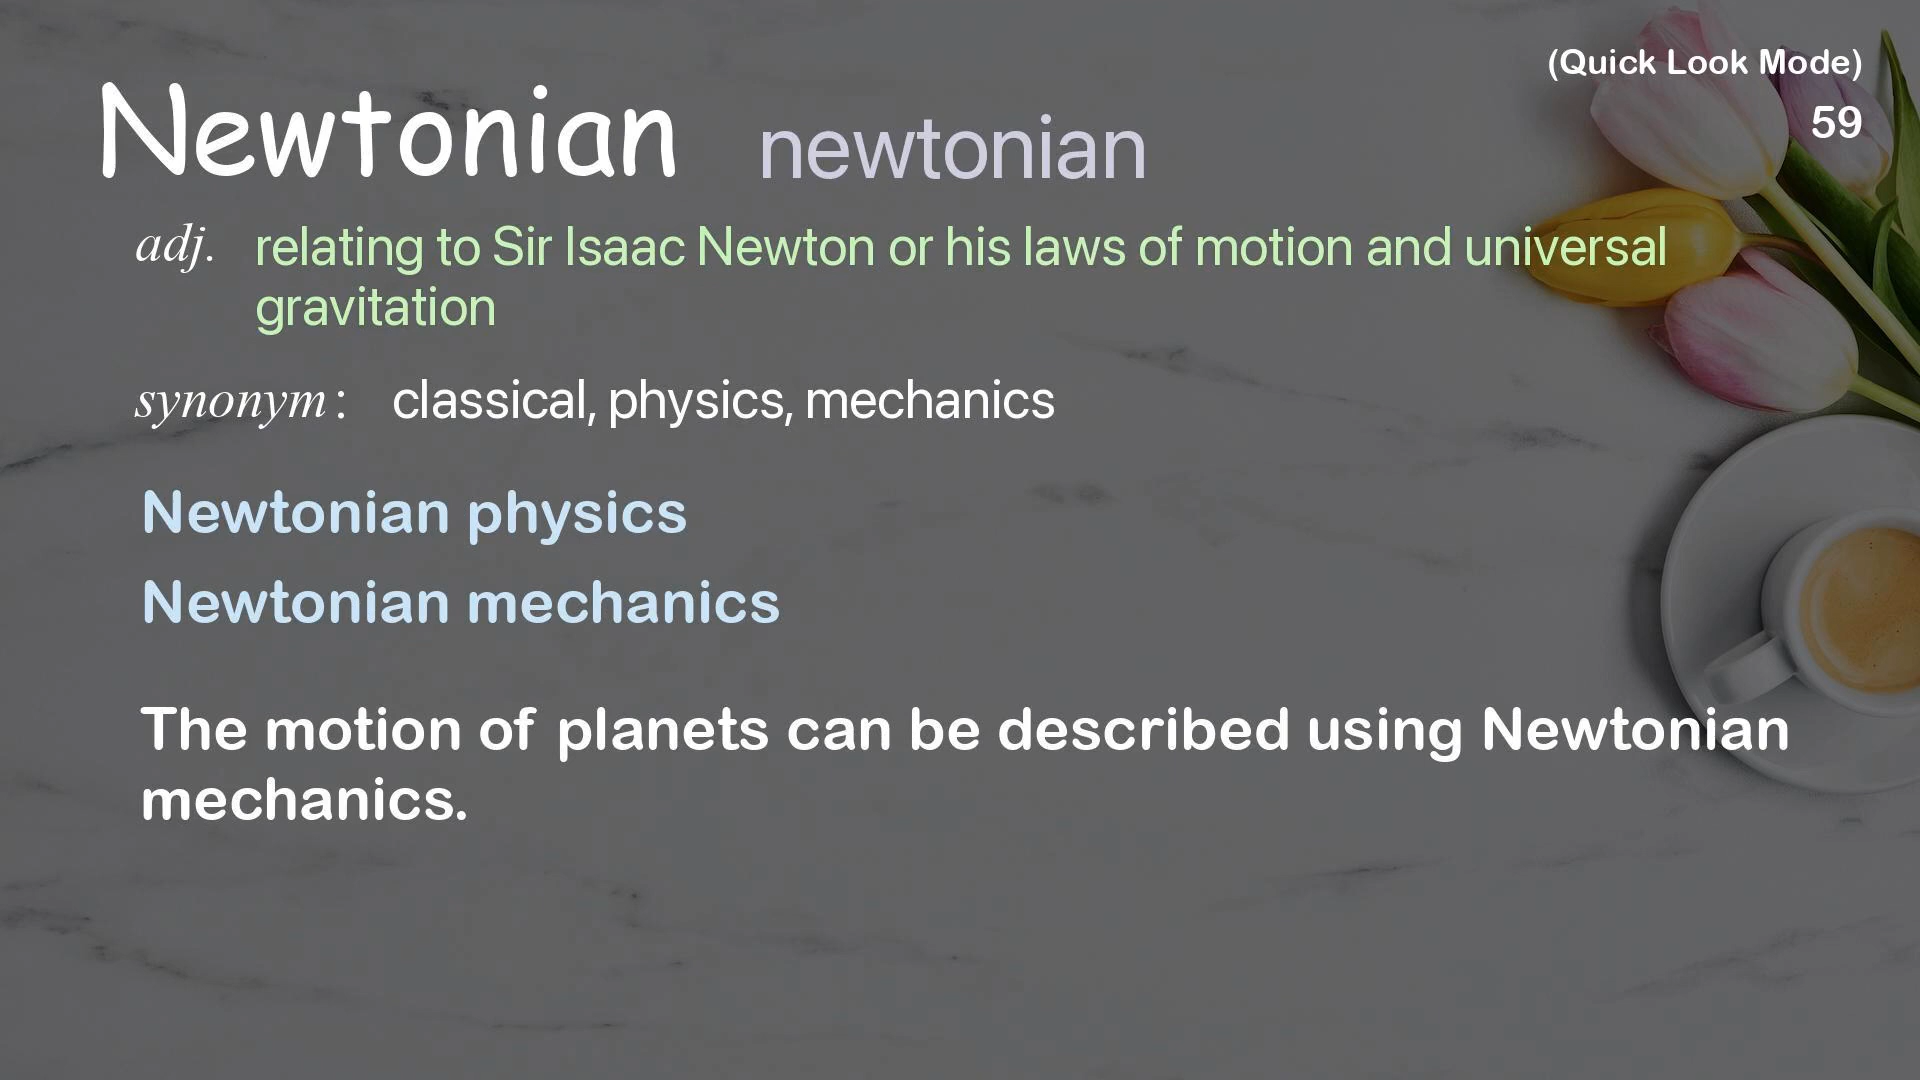 (Quick Look Mode)
59
Newtonian newtonian
adj. relating to Sir Isaac Newton or his laws of motion and universal
gravitation
synonym: classical, physics, mechanics
Newtonian physics
Newtonian mechanics
The motion of planets can be described using Newtonian
mechanics.